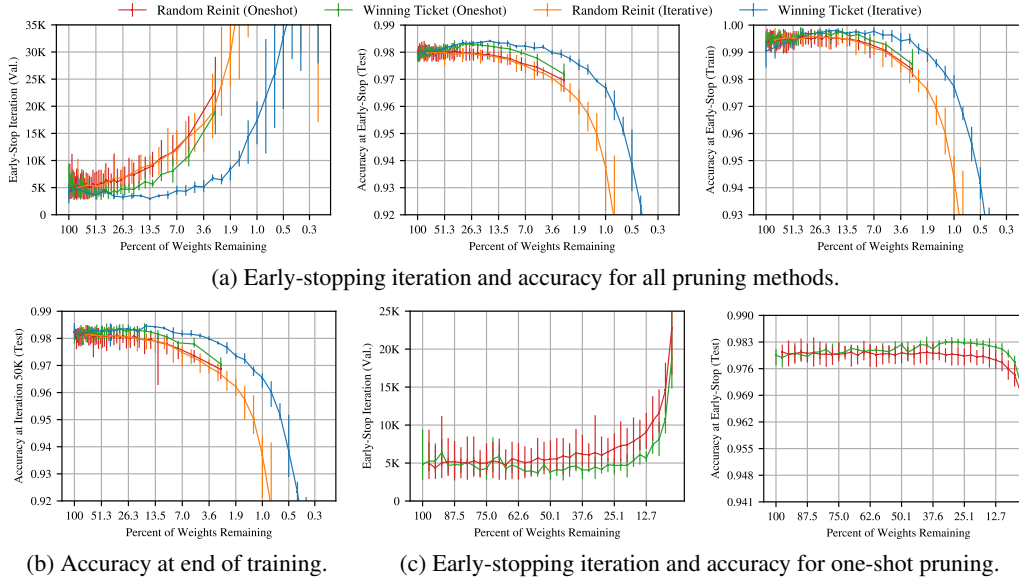 Random Reinit (Oneshot) Winning Ticket (Oneshot) Random Reinit (Iterative) Winning Ticket (Iterative)
Early-Stop Iteration (Val.)
35K
30K
25K
20K
15K
10K
5K
0
100 51.3 26.3 13.5 7.0 3.6 1.9 1.0 0.5 0.3
Percent of Weights Remaining
Accuracy at Early-Stop (Test)
0.99
0.98
0.97
0.96
0.95
0.94
0.93
0.92
100 51.3 26.3 13.5 7.0 3.6 1.9 1.0 0.5 0.3
Percent of Weights Remaining
Accuracy at Early-Stop (Train)
1.00
0.99
0.98
0.97
0.96
0.95
0.94
0.93
100 51.3 26.3 13.5 7.0 3.6 1.9 1.0 0.5 0.3
Percent of Weights Remaining
(a) Early-stopping iteration and accuracy for all pruning methods.
Accuracy at Iteration 50K (Test)
0.99
0.98
0.97
0.96
0.95
0.94
0.93
0.92
100 51.3 26.3 13.5 7.0 3.6 1.9 1.0 0.5 0.3
Percent of Weights Remaining
Early-Stop Iteration (Val.)
25K
20K
15K
10K
5K
0
100 87.5 75.0 62.6 50.1 37.6 25.1 12.7
Percent of Weights Remaining
Accuracy at Early-Stop (Test)
0.990
0.983
0.976
0.969
0.961
0.954
0.948
0.941
100 87.5 75.0 62.6 50.1 37.6 25.1 12.7
Percent of Weights Remaining
(b) Accuracy at end of training.
(c) Early-stopping iteration and accuracy for one-shot pruning.